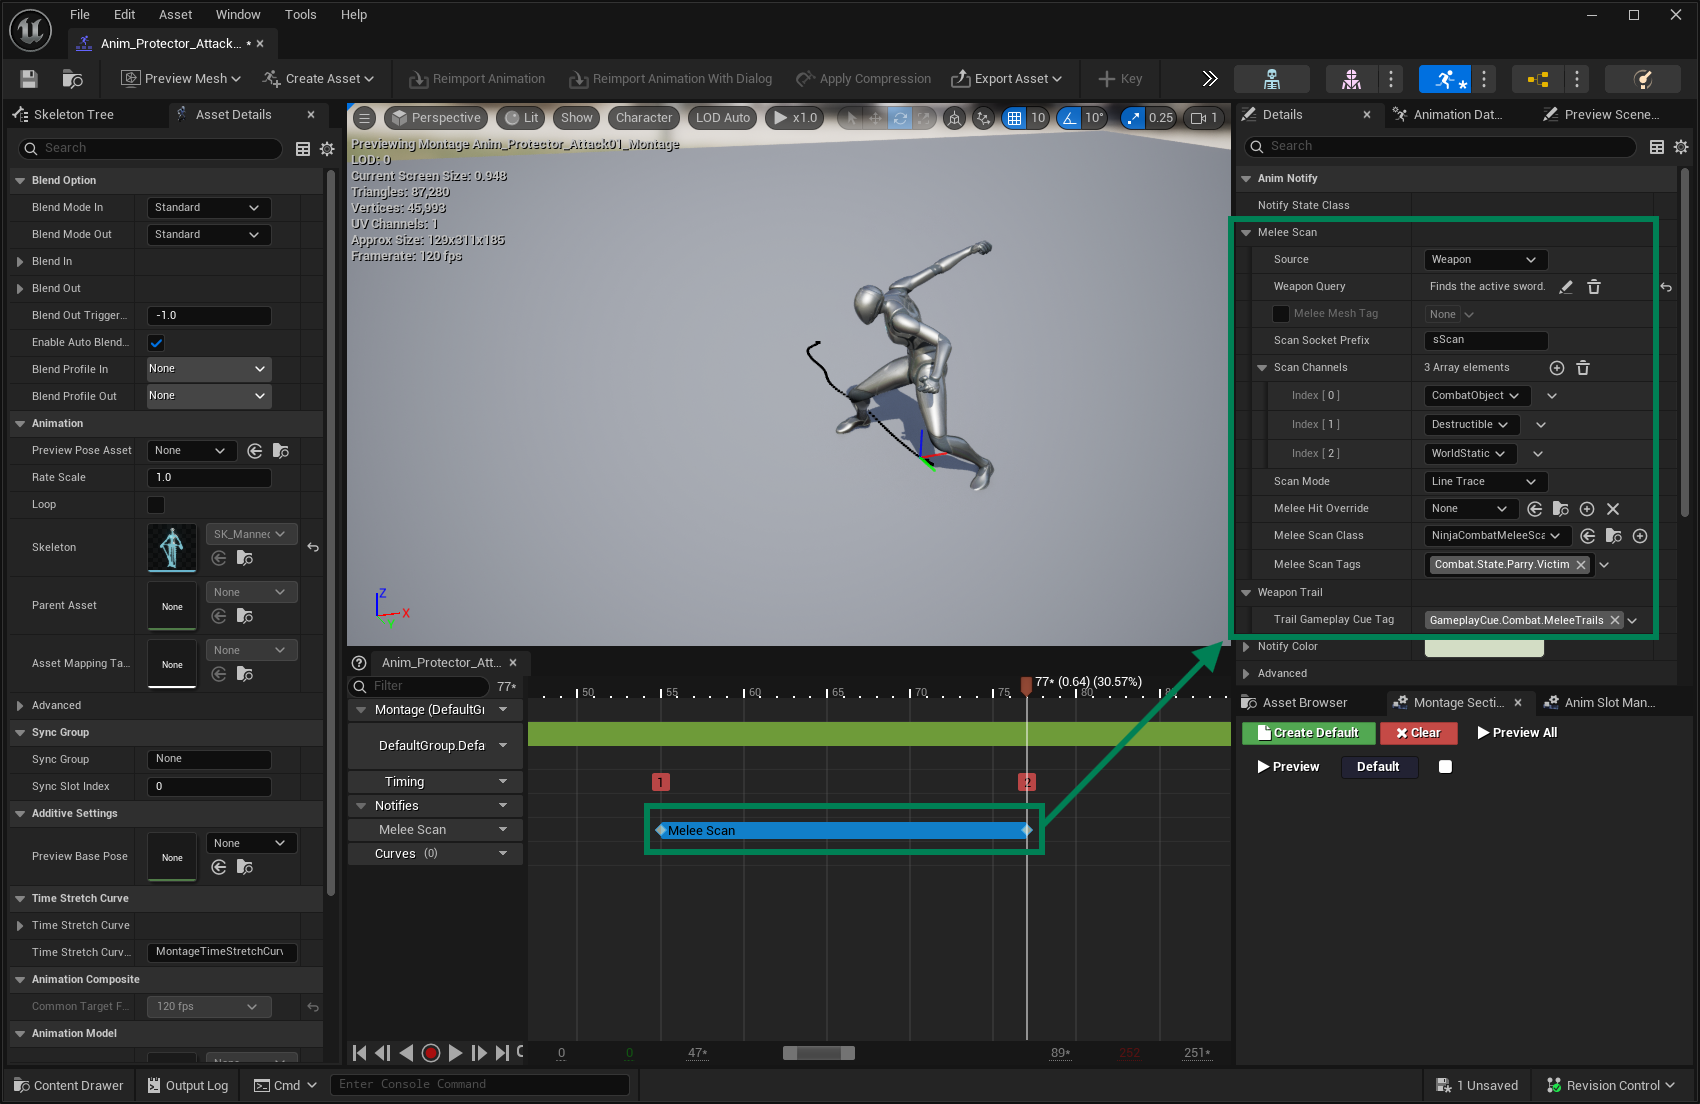 File Edit Asset Window Tools Help
Anim_Protector_Attack... •
Preview Mesh Create Asset Reimport Animation Reimport Animation With Dialog Apply Compression Export Asset Key
Skeleton Tree Asset Details
Search
Blend Option
Blend Mode In Standard
Blend Mode Out Standard
Blend In
Blend Out
Blend Out Trigger... -1.0
Enable Auto Blend...
Blend Profile In None
Blend Profile Out None
Animation
Preview Pose Asset None
Rate Scale 1.0
Loop
Skeleton SK_Mannec
Parent Asset None None
Asset Mapping Ta... None None
Advanced
Sync Group
Sync Group None
Sync Slot Index 0
Additive Settings
Preview Base Pose None None
Time Stretch Curve
Time Stretch Curve
Time Stretch Curv... MontageTimeStretchCurv
Animation Composite
Common Target F... 120 fps
Animation Model
Perspective Lit Show Character LOD Auto x1.0 10 10° 0.25 1
Previewing Montage Anim_Protector_Attack01_Montage
LOD: 0
Current Screen Size: 0.948
Triangles: 87,280
Vertices: 45,993
UV Channels: 1
Approx Size: 129x311x185
Framerate: 120 fps
Z
X
Y
Anim_Protector_Att...
Filter 77*
50 55 60 65 70 75 80
77* (0.64) (30.57%)
Montage (DefaultGr
DefaultGroup.Defa
Timing 1 2
Notifies
Melee Scan Melee Scan
Curves (0)
0 0 47* 89* 252 251*
Details Animation Dat... Preview Scene...
Search
Anim Notify
Notify State Class
Melee Scan
Source Weapon
Weapon Query Finds the active sword.
Melee Mesh Tag None
Scan Socket Prefix sScan
Scan Channels 3 Array elements
Index [ 0 ] CombatObject
Index [ 1 ] Destructible
Index [ 2 ] WorldStatic
Scan Mode Line Trace
Melee Hit Override None
Melee Scan Class NinjaCombatMeleeSca
Melee Scan Tags Combat.State.Parry.Victim
Weapon Trail
Trail Gameplay Cue Tag GameplayCue.Combat.MeleeTrails
Notify Color
Advanced
Asset Browser Montage Secti... Anim Slot Man...
Create Default Clear Preview All
Preview Default
Content Drawer Output Log Cmd Enter Console Command 1 Unsaved Revision Control